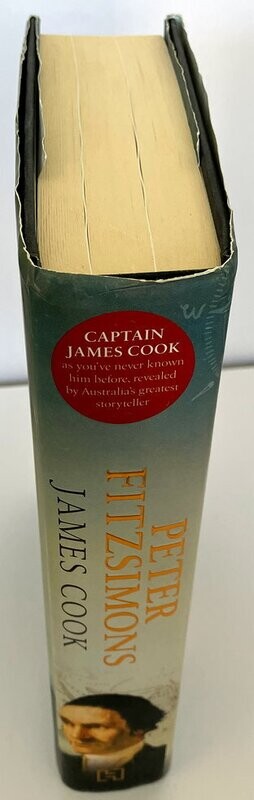 CAPTAIN
JAMES COOK
as you've never known
him before, revealed
by Australia's greatest
storyteller
PETER
FITZSIMONS
JAMES COOK